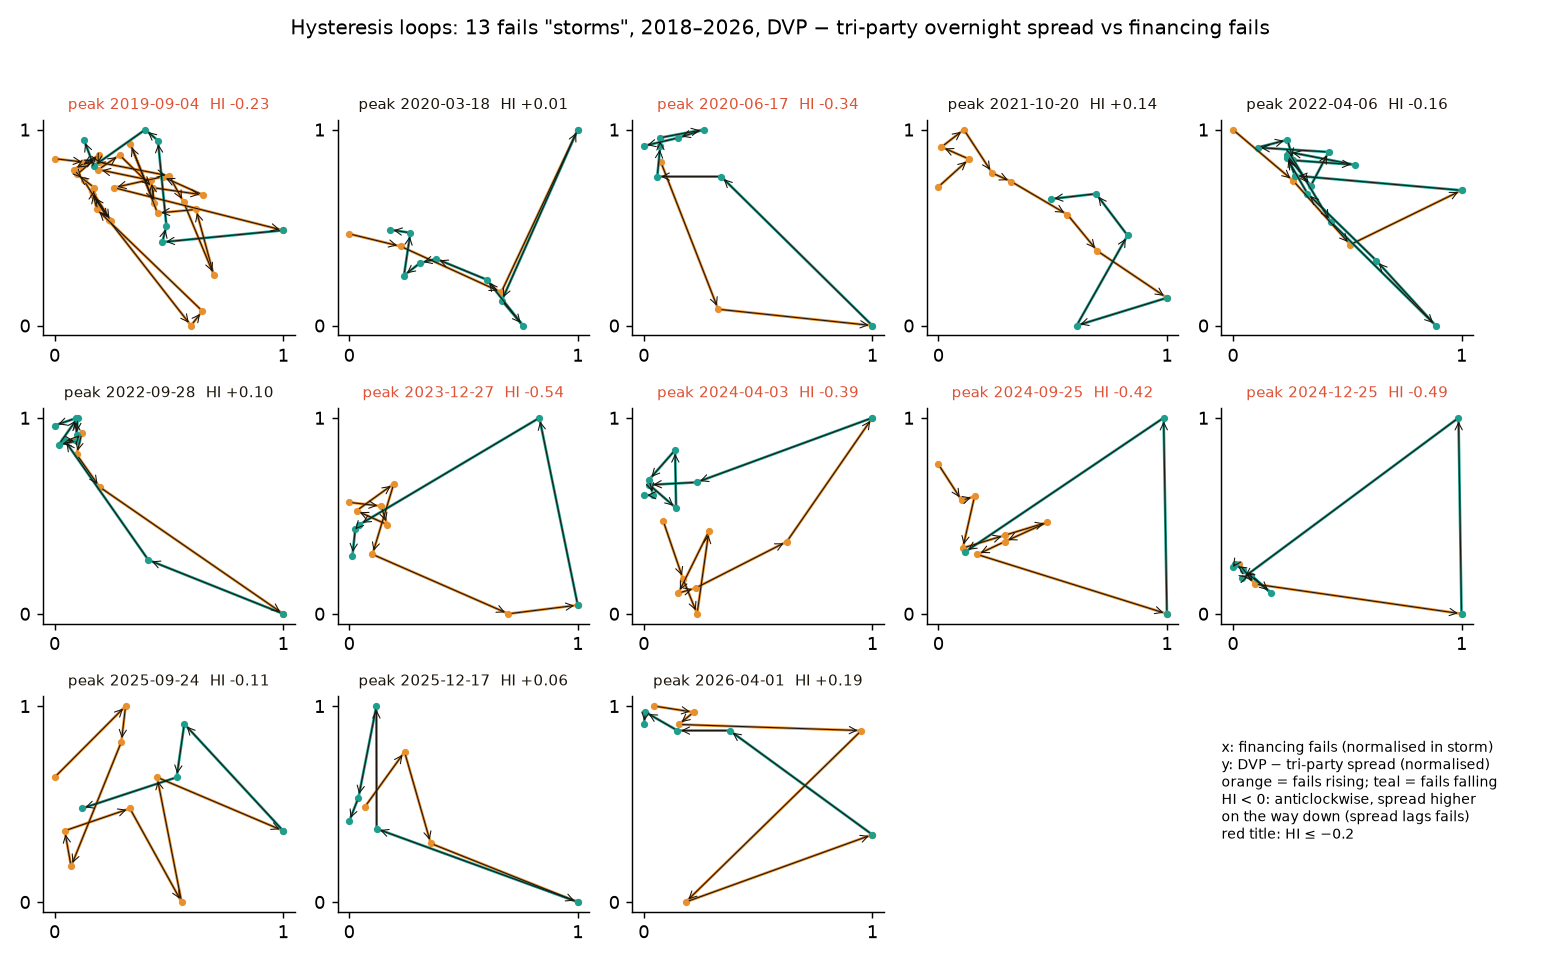 Hysteresis loops: 13 fails "storms", 2018–2026, DVP − tri-party overnight spread vs financing fails
peak 2019-09-04  HI -0.23
1
0
0
1
peak 2020-03-18  HI +0.01
1
0
0
1
peak 2020-06-17  HI -0.34
1
0
0
1
peak 2021-10-20  HI +0.14
1
0
0
1
peak 2022-04-06  HI -0.16
1
0
0
1
peak 2022-09-28  HI +0.10
1
0
0
1
peak 2023-12-27  HI -0.54
1
0
0
1
peak 2024-04-03  HI -0.39
1
0
0
1
peak 2024-09-25  HI -0.42
1
0
0
1
peak 2024-12-25  HI -0.49
1
0
0
1
peak 2025-09-24  HI -0.11
1
0
0
1
peak 2025-12-17  HI +0.06
1
0
0
1
peak 2026-04-01  HI +0.19
1
0
0
1
x: financing fails (normalised in storm)
y: DVP − tri-party spread (normalised)
orange = fails rising; teal = fails falling
HI < 0: anticlockwise, spread higher
on the way down (spread lags fails)
red title: HI ≤ −0.2